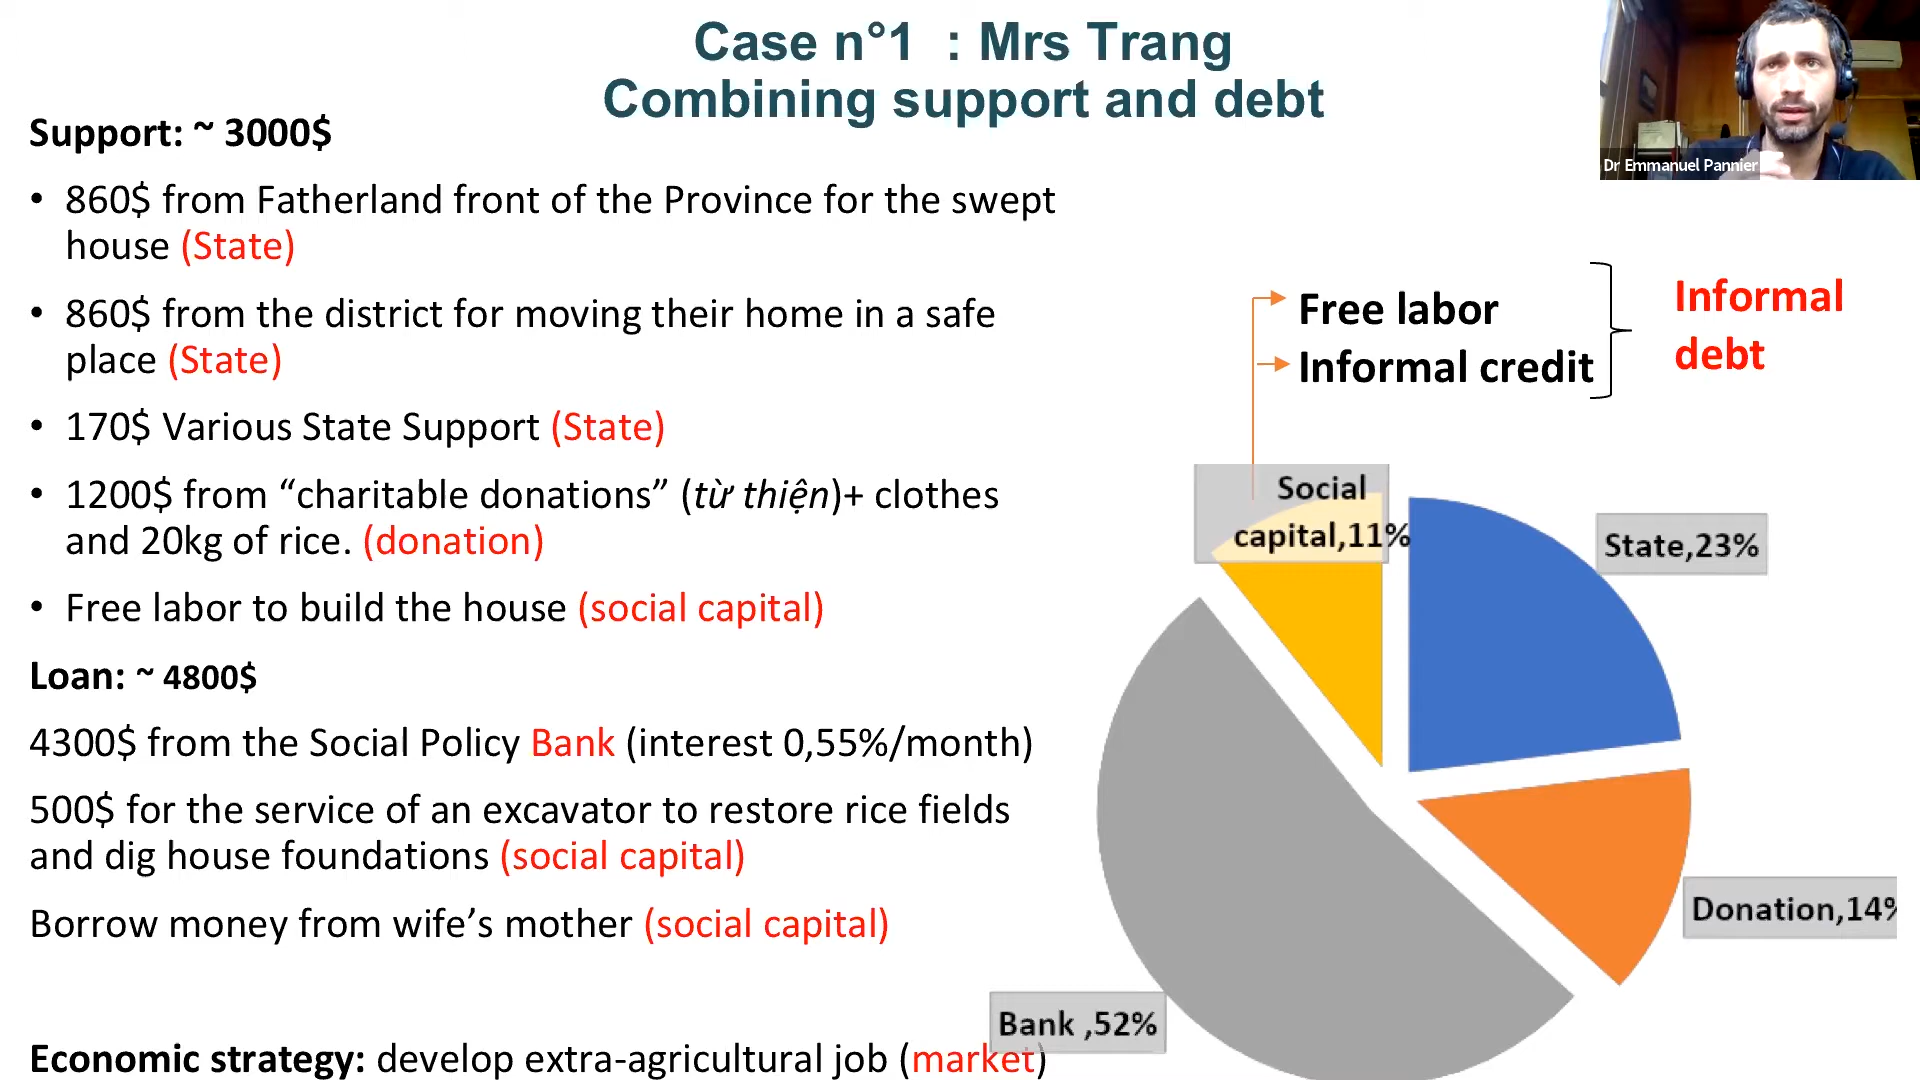 Case n°1 : Mrs Trang
Combining support and debt
Dr Emmanuel Pannier
Support: ~ 3000$
• 860$ from Fatherland front of the Province for the swept
house (State)
• 860$ from the district for moving their home in a safe
place (State)
• 170$ Various State Support (State)
• 1200$ from “charitable donations” (từ thiện)+ clothes
and 20kg of rice. (donation)
• Free labor to build the house (social capital)
Loan: ~ 4800$
4300$ from the Social Policy Bank (interest 0,55%/month)
500$ for the service of an excavator to restore rice fields
and dig house foundations (social capital)
Borrow money from wife’s mother (social capital)
Economic strategy: develop extra-agricultural job (market)
Free labor
Informal credit
Informal
debt
Social
capital,11%
State,23%
Donation,14%
Bank ,52%